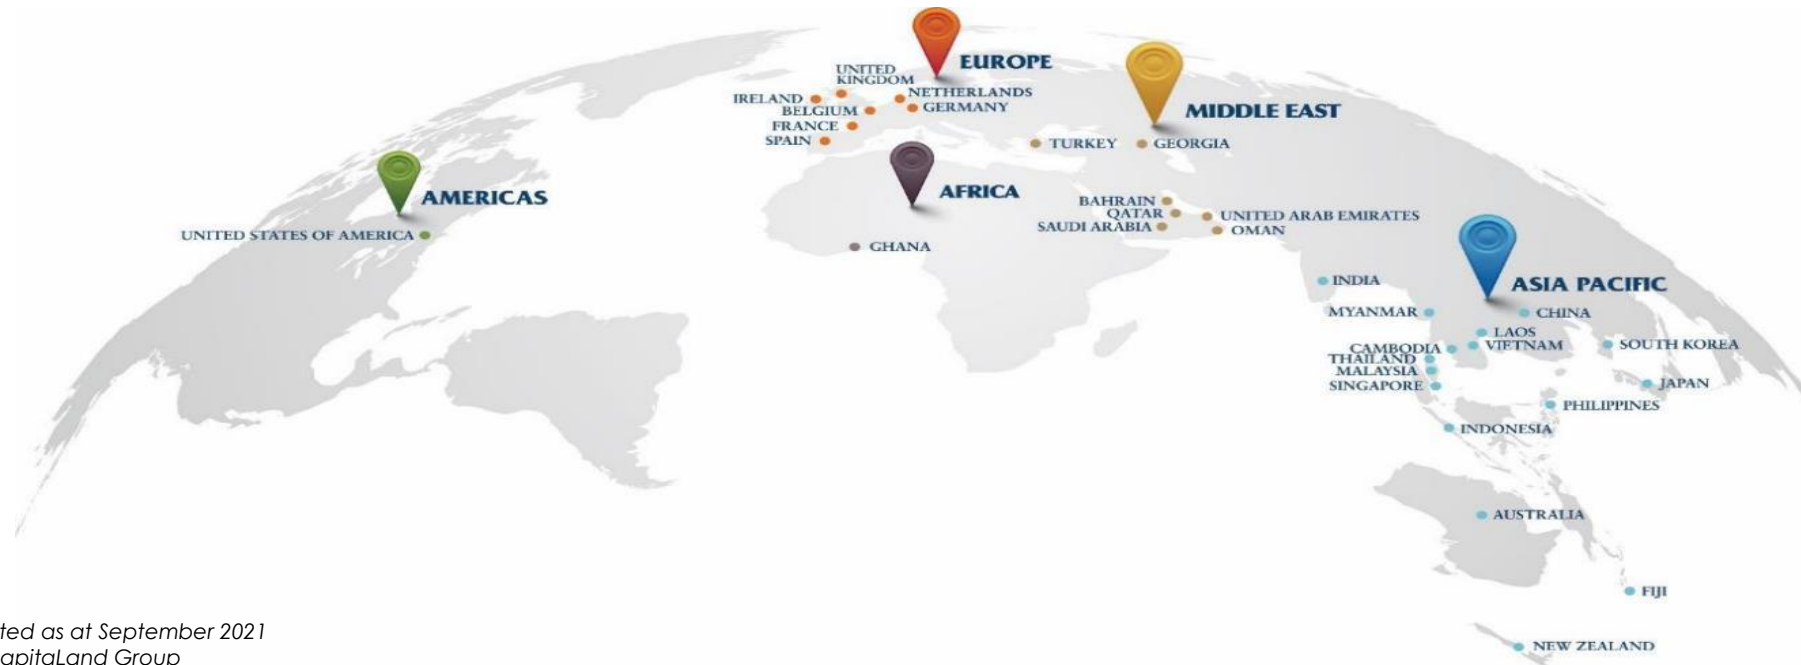 EUROPE
UNITED
KINGDOM
IRELAND
NETHERLANDS
BELGIUM
GERMANY
FRANCE
SPAIN
MIDDLE EAST
TURKEY
GEORGIA
AMERICAS
UNITED STATES OF AMERICA
AFRICA
GHANA
BAHRAIN
QATAR
UNITED ARAB EMIRATES
SAUDI ARABIA
OMAN
ASIA PACIFIC
INDIA
MYANMAR
CHINA
LAOS
CAMBODIA
VIETNAM
SOUTH KOREA
THAILAND
MALAYSIA
SINGAPORE
JAPAN
PHILIPPINES
INDONESIA
AUSTRALIA
FIJI
NEW ZEALAND
ted as at September 2021
apitaLand Group